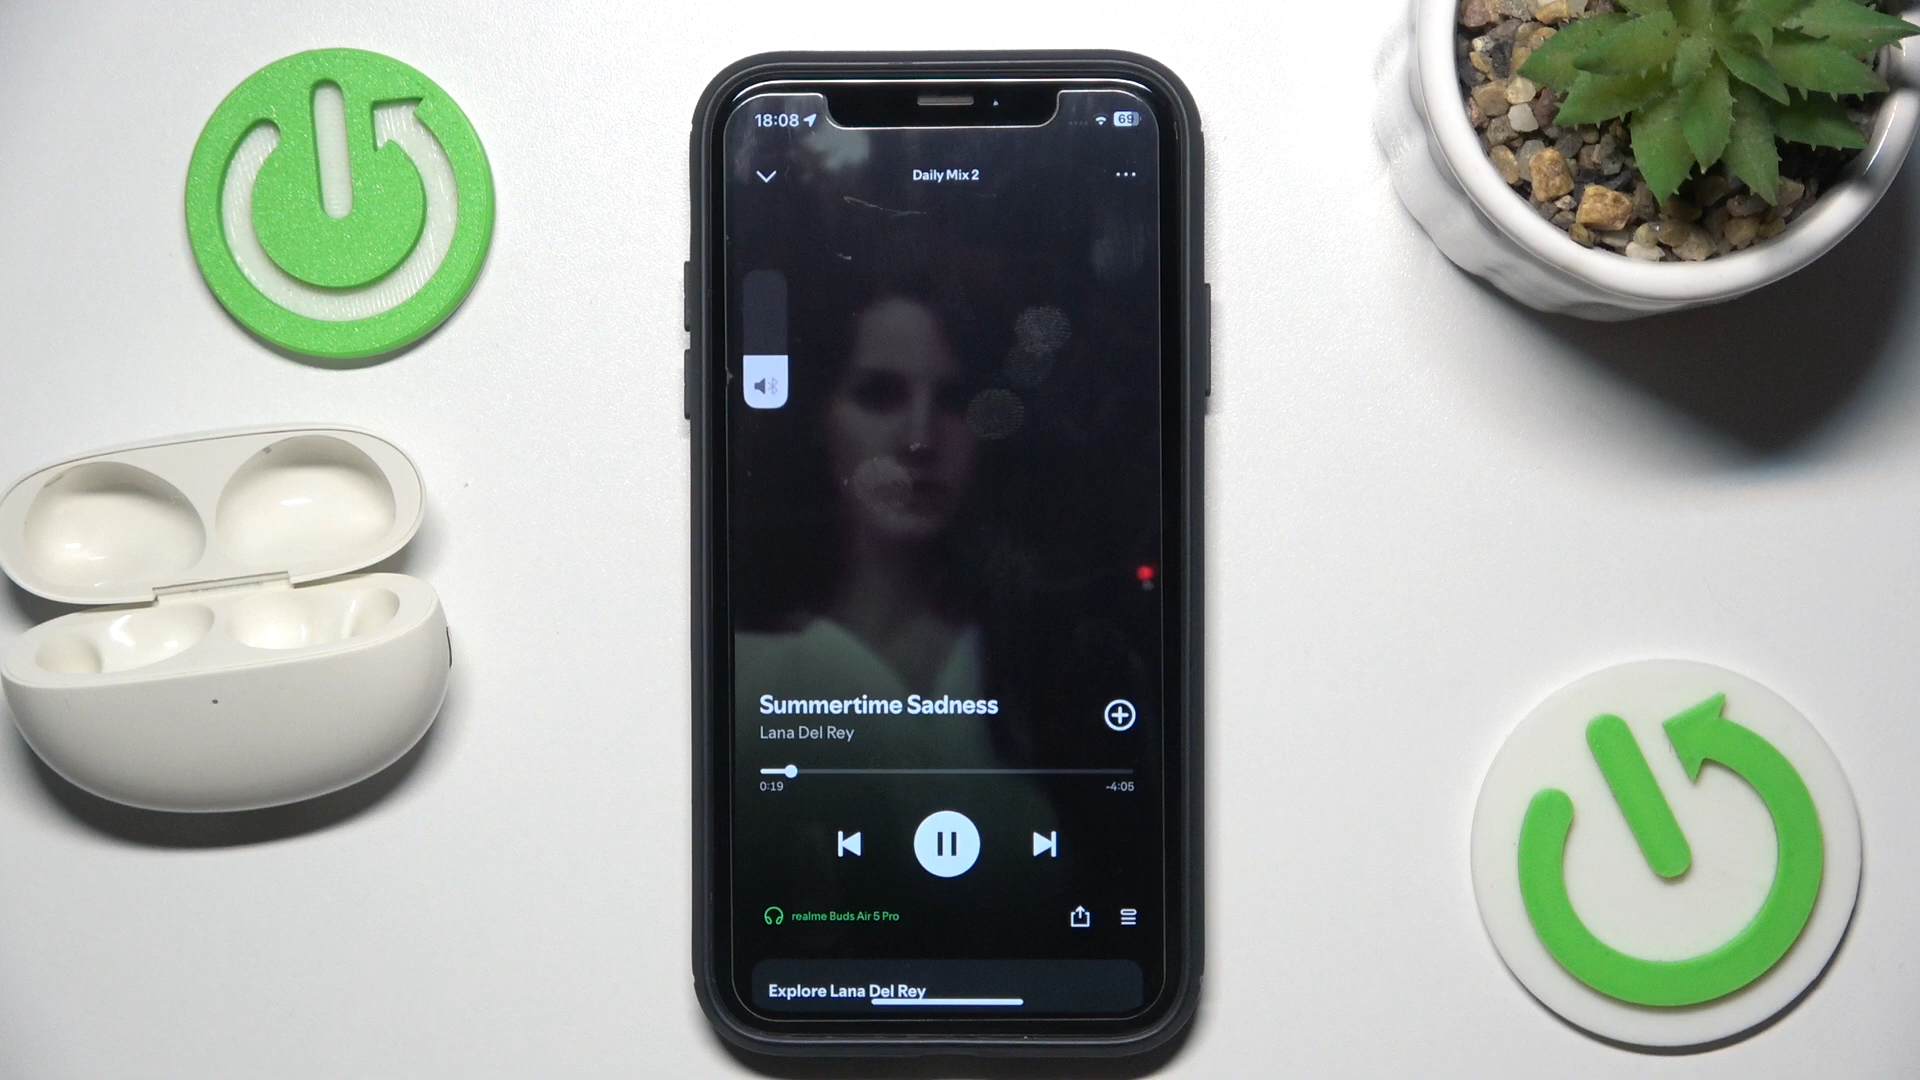 18:08
69
Daily Mix 2
Summertime Sadness
Lana Del Rey
0:19
-4:05
realme Buds Air 5 Pro
Explore Lana Del Rey